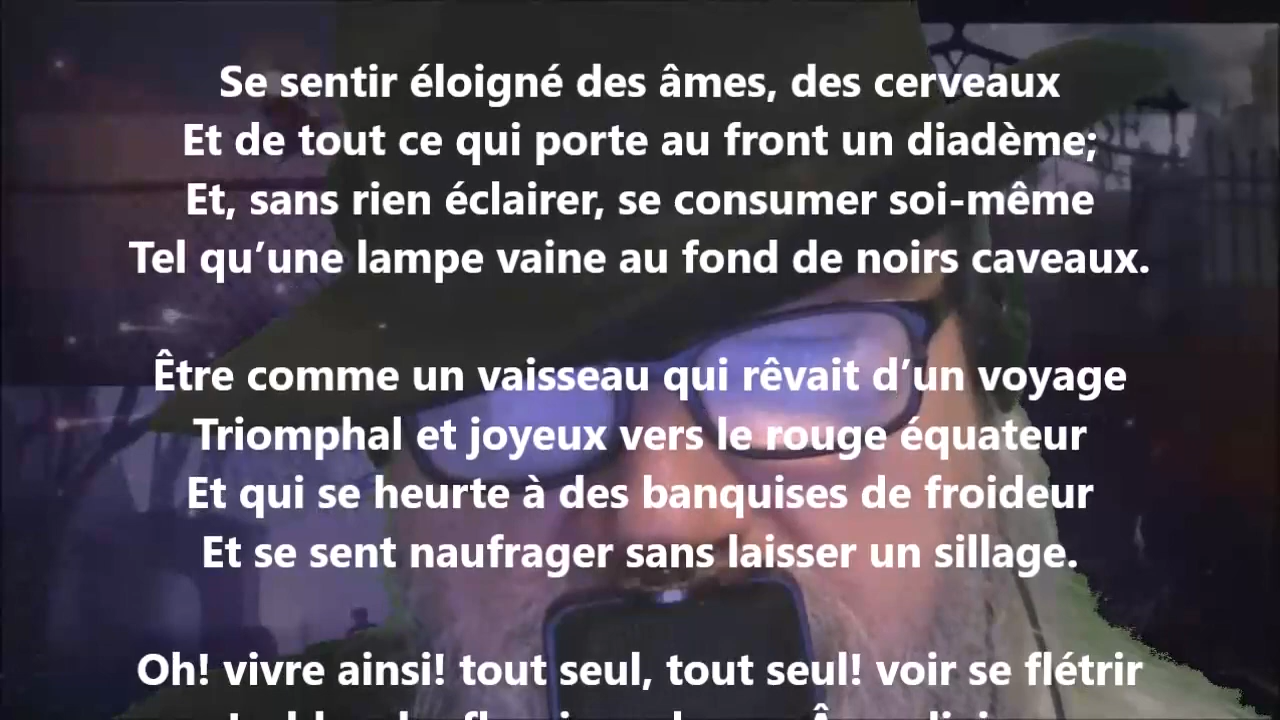 Se sentir éloigné des âmes, des cerveaux
Et de tout ce qui porte au front un diadème;
Et, sans rien éclairer, se consumer soi-même
Tel qu’une lampe vaine au fond de noirs caveaux.
Être comme un vaisseau qui rêvait d’un voyage
Triomphal et joyeux vers le rouge équateur
Et qui se heurte à des banquises de froideur
Et se sent naufrager sans laisser un sillage.
Oh! vivre ainsi! tout seul, tout seul! voir se flétrir